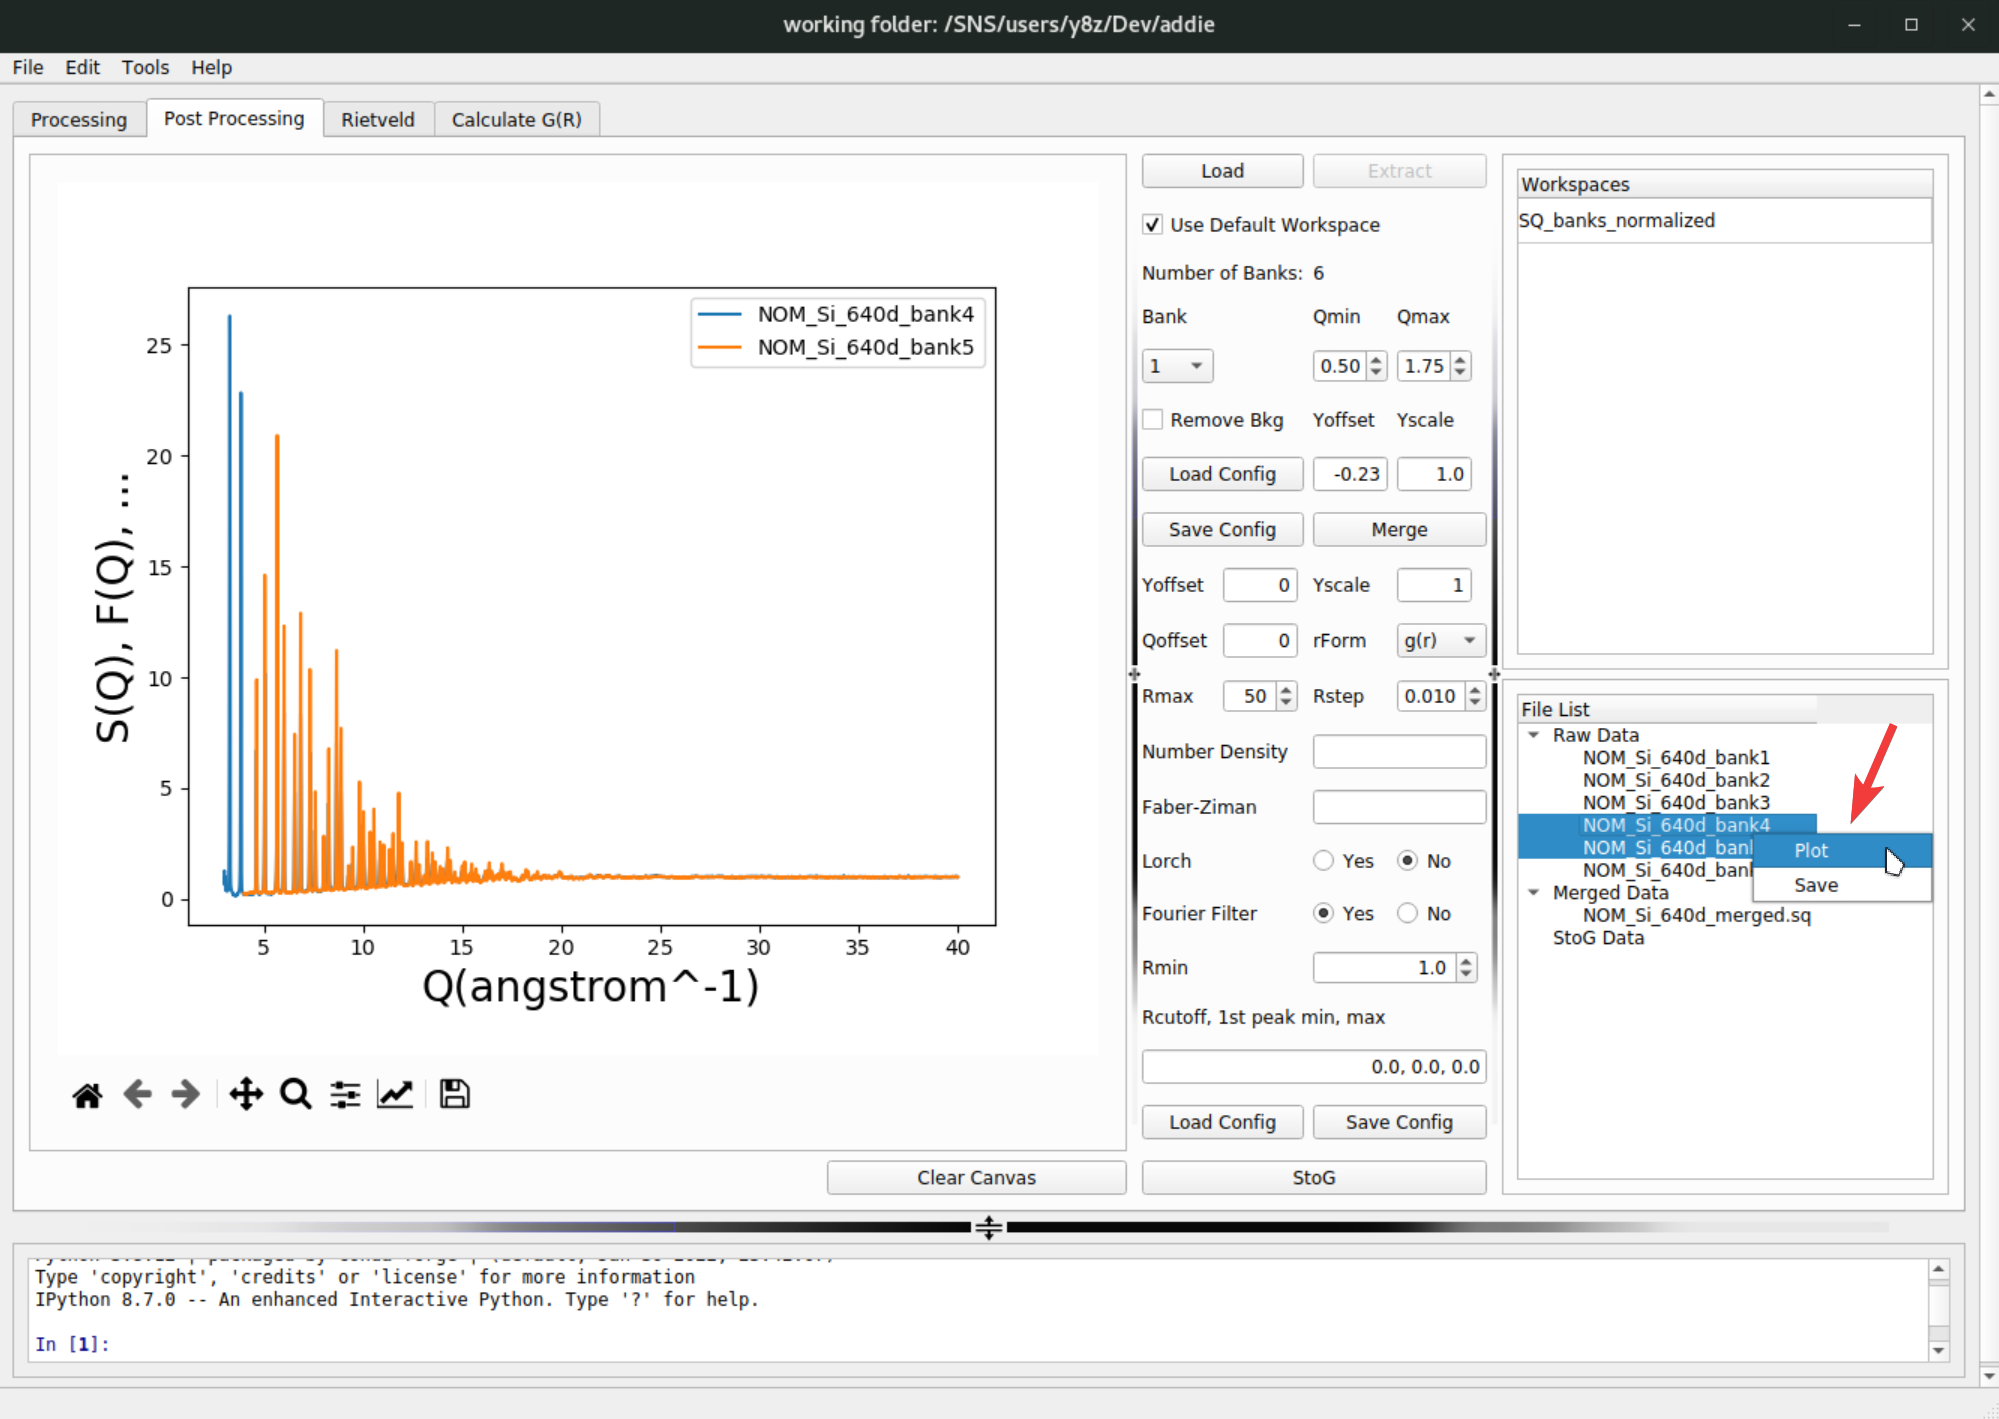 working folder: /SNS/users/y8z/Dev/addie
File Edit Tools Help
Processing Post Processing Rietveld Calculate G(R)
NOM_Si_640d_bank4
NOM_Si_640d_bank5
25
20
15
10
5
0
S(Q), F(Q), ...
5 10 15 20 25 30 35 40
Q(angstrom^-1)
Clear Canvas
Load Extract
Use Default Workspace
Number of Banks: 6
Bank Qmin Qmax
1 0.50 1.75
Remove Bkg Yoffset Yscale
Load Config -0.23 1.0
Save Config Merge
Yoffset 0 Yscale 1
Qoffset 0 rForm g(r)
Rmax 50 Rstep 0.010
Number Density
Faber-Ziman
Lorch Yes No
Fourier Filter Yes No
Rmin 1.0
Rcutoff, 1st peak min, max
0.0, 0.0, 0.0
Load Config Save Config
StoG
Workspaces
SQ_banks_normalized
File List
Raw Data
NOM_Si_640d_bank1
NOM_Si_640d_bank2
NOM_Si_640d_bank3
NOM_Si_640d_bank4
NOM_Si_640d_ban
NOM_Si_640d_ban
Plot
Save
Merged Data
NOM_Si_640d_merged.sq
StoG Data
Type 'copyright', 'credits' or 'license' for more information
IPython 8.7.0 -- An enhanced Interactive Python. Type '?' for help.
In [1]: